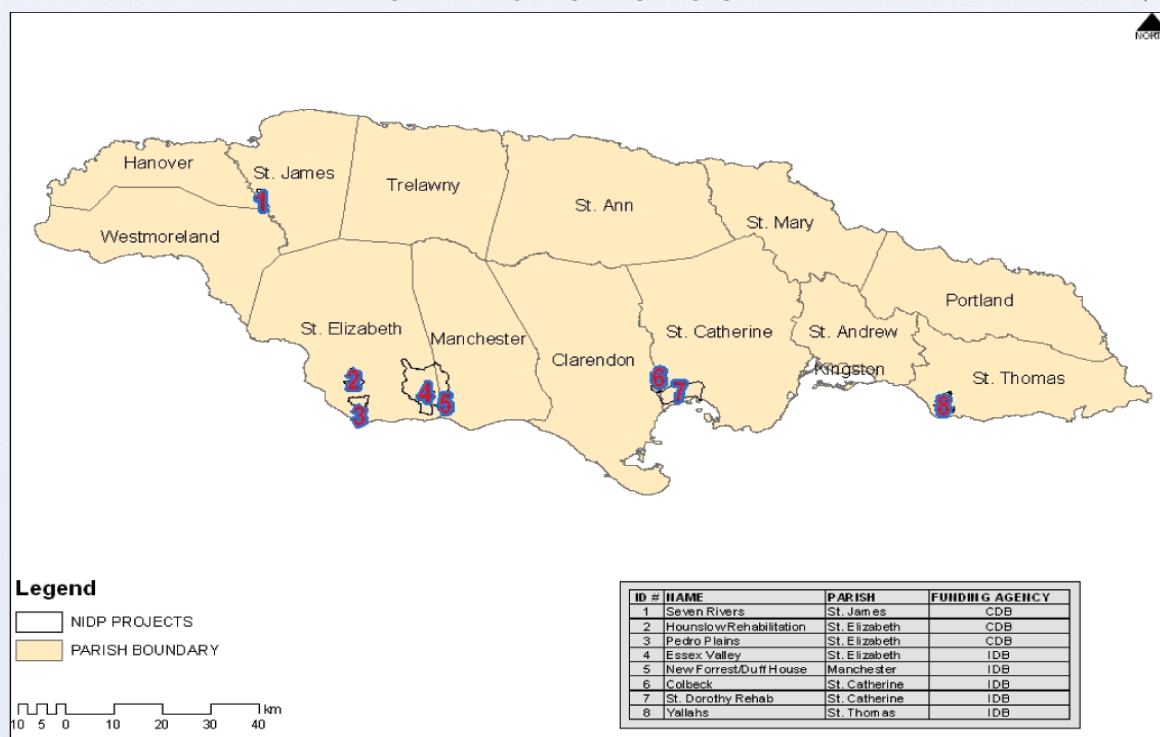 NORTH
Hanover
St. James
Trelawny
St. Ann
St. Mary
Westmoreland
Portland
St. Elizabeth
Manchester
St. Catherine
St. Andrew
Clarendon
Kingston
St. Thomas
1
2
3
4
5
6
7
8
Legend
NIDP PROJECTS
PARISH BOUNDARY
10 5 0 10 20 30 40 km
ID # NAME PARISH FUNDING AGENCY
1 Seven Rivers St. James CDB
2 Hounslow Rehabilitation St. Elizabeth CDB
3 Pedro Plains St. Elizabeth CDB
4 Essex Valley St. Elizabeth IDB
5 New Forrest/Duff House Manchester IDB
6 Colbeck St. Catherine IDB
7 St. Dorothy Rehab St. Catherine IDB
8 Yallahs St. Thomas IDB